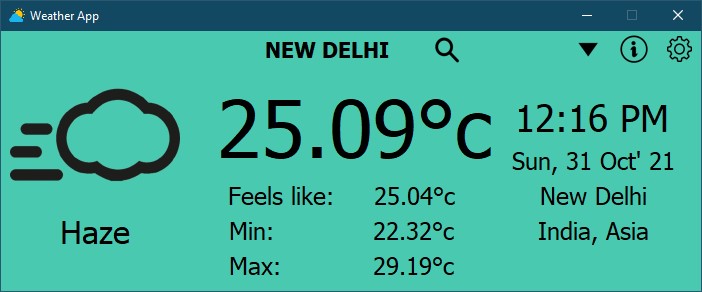 Weather App
NEW DELHI
25.09°c
12:16 PM
Sun, 31 Oct' 21
Feels like: 25.04°c
New Delhi
Haze
Min: 22.32°c
India, Asia
Max: 29.19°c